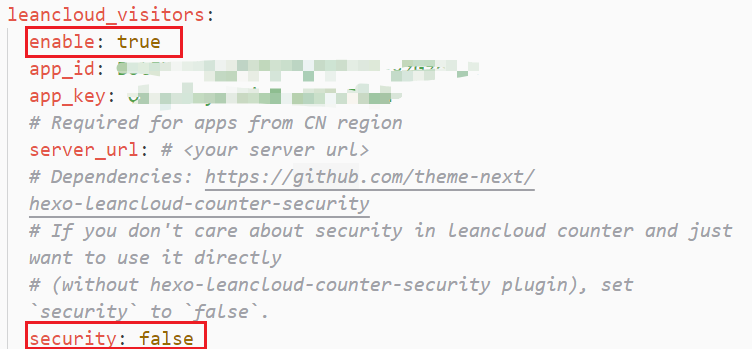 leancloud_visitors:
enable: true
app_id:
app_key:
# Required for apps from CN region
server_url: # <your server url>
# Dependencies: https://github.com/theme-next/
hexo-leancloud-counter-security
# If you don't care about security in leancloud counter and just
want to use it directly
# (without hexo-leancloud-counter-security plugin), set
`security` to `false`.
security: false